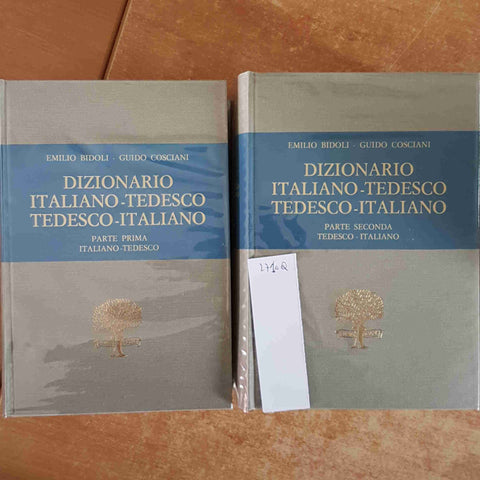 EMILIO BIDOLI - GUIDO COSCIANI
DIZIONARIO
ITALIANO-TEDESCO
TEDESCO-ITALIANO
PARTE PRIMA
ITALIANO-TEDESCO
EMILIO BIDOLI - GUIDO COSCIANI
DIZIONARIO
ITALIANO-TEDESCO
TEDESCO-ITALIANO
PARTE SECONDA
TEDESCO - ITALIANO